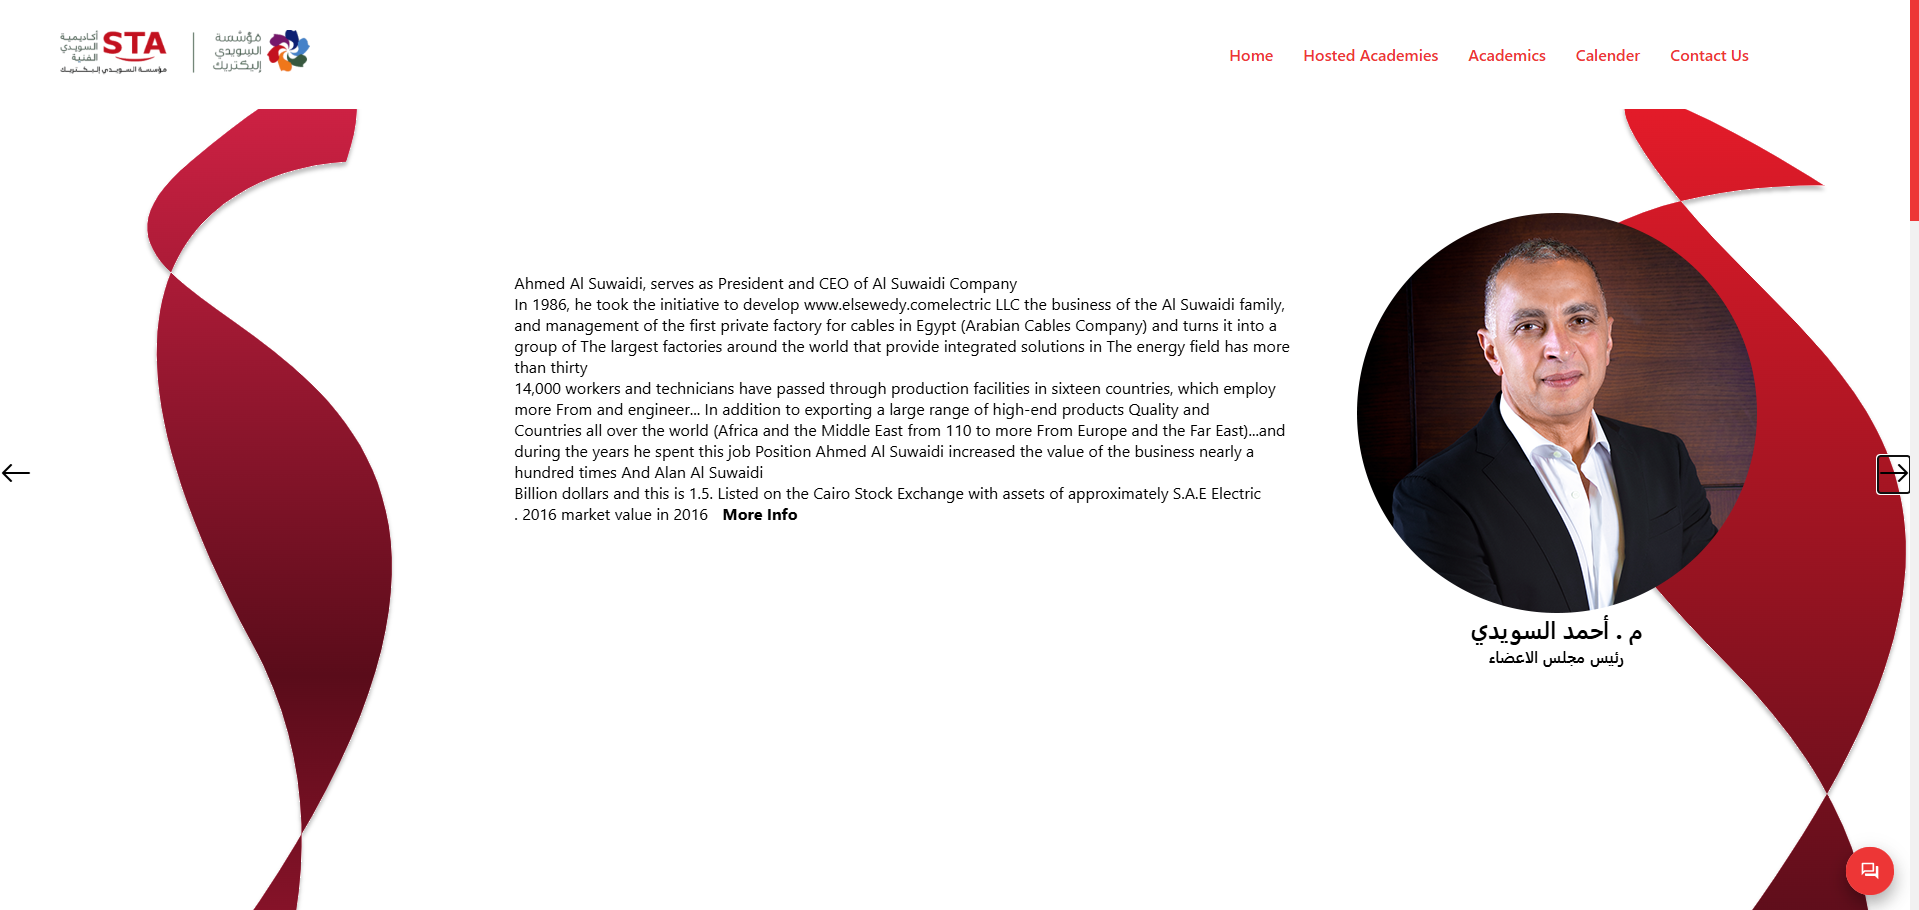 أكاديمية
السويدي
الفنية
STA
مؤسسة السويدي إليكتريك
مؤسسة
السويدي
إليكتريك
Home
Hosted Academies
Academics
Calender
Contact Us
Ahmed Al Suwaidi, serves as President and CEO of Al Suwaidi Company
In 1986, he took the initiative to develop www.elsewedy.comelectric LLC the business of the Al Suwaidi family,
and management of the first private factory for cables in Egypt (Arabian Cables Company) and turns it into a
group of The largest factories around the world that provide integrated solutions in The energy field has more
than thirty
14,000 workers and technicians have passed through production facilities in sixteen countries, which employ
more From and engineer... In addition to exporting a large range of high-end products Quality and
Countries all over the world (Africa and the Middle East from 110 to more From Europe and the Far East)...and
during the years he spent this job Position Ahmed Al Suwaidi increased the value of the business nearly a
hundred times And Alan Al Suwaidi
Billion dollars and this is 1.5. Listed on the Cairo Stock Exchange with assets of approximately S.A.E Electric
. 2016 market value in 2016 More Info
م . أحمد السويدي
رئيس مجلس الاعضاء